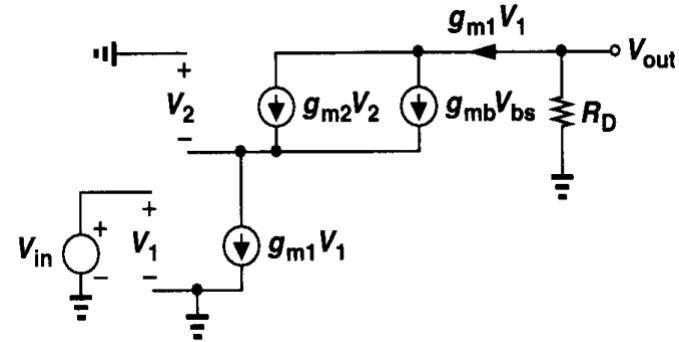 g_m1V_1
V_out
+
V_2
−
g_m2V_2
g_mbV_bs
R_D
+
V_1
−
V_in
+
−
g_m1V_1